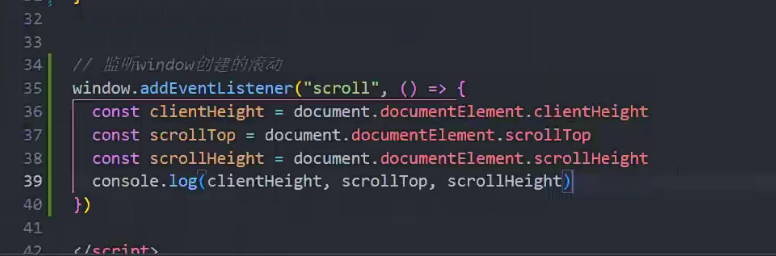 32
33
34 // 监听window创建的滚动
35 window.addEventListener("scroll", () => {
36 const clientHeight = document.documentElement.clientHeight
37 const scrollTop = document.documentElement.scrollTop
38 const scrollHeight = document.documentElement.scrollHeight
39 console.log(clientHeight, scrollTop, scrollHeight)
40 })
41
42 </script>